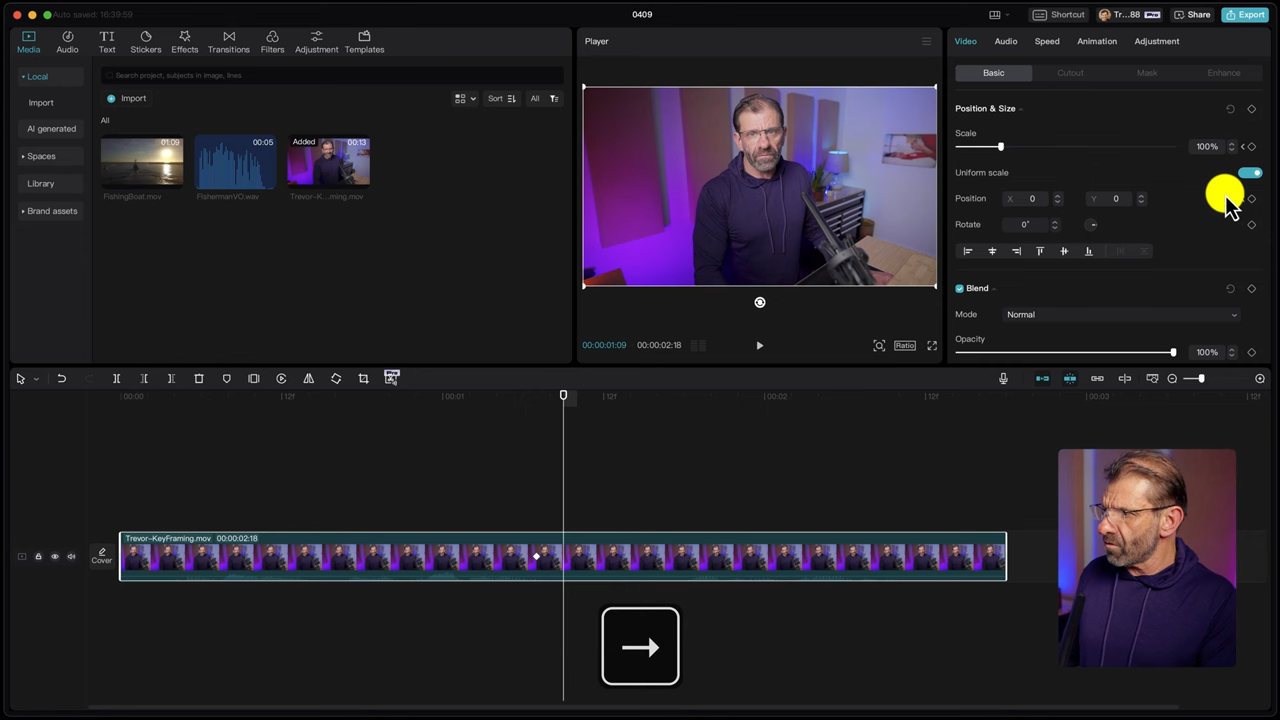 Auto saved: 16:39:59
0409
Shortcut
Tr...88
Pro
Share
Export
Media
Audio
Text
Stickers
Effects
Transitions
Filters
Adjustment
Templates
Local
Import
AI generated
Spaces
Library
Brand assets
Search project, subjects in image, lines
Import
Sort
All
All
01:09
FishingBoat.mov
00:05
FishermanVO.wav
Added
00:13
Trevor-K...ming.mov
Player
00:00:01:09
00:00:02:18
Ratio
Video
Audio
Speed
Animation
Adjustment
Basic
Cutout
Mask
Enhance
Position & Size
Scale
100%
Uniform scale
Position
X 0
Y 0
Rotate
0°
Blend
Mode
Normal
Opacity
100%
Pro
00:00
12f
00:01
12f
00:02
12f
00:03
12f
Cover
Trevor-KeyFraming.mov 00:00:02:18